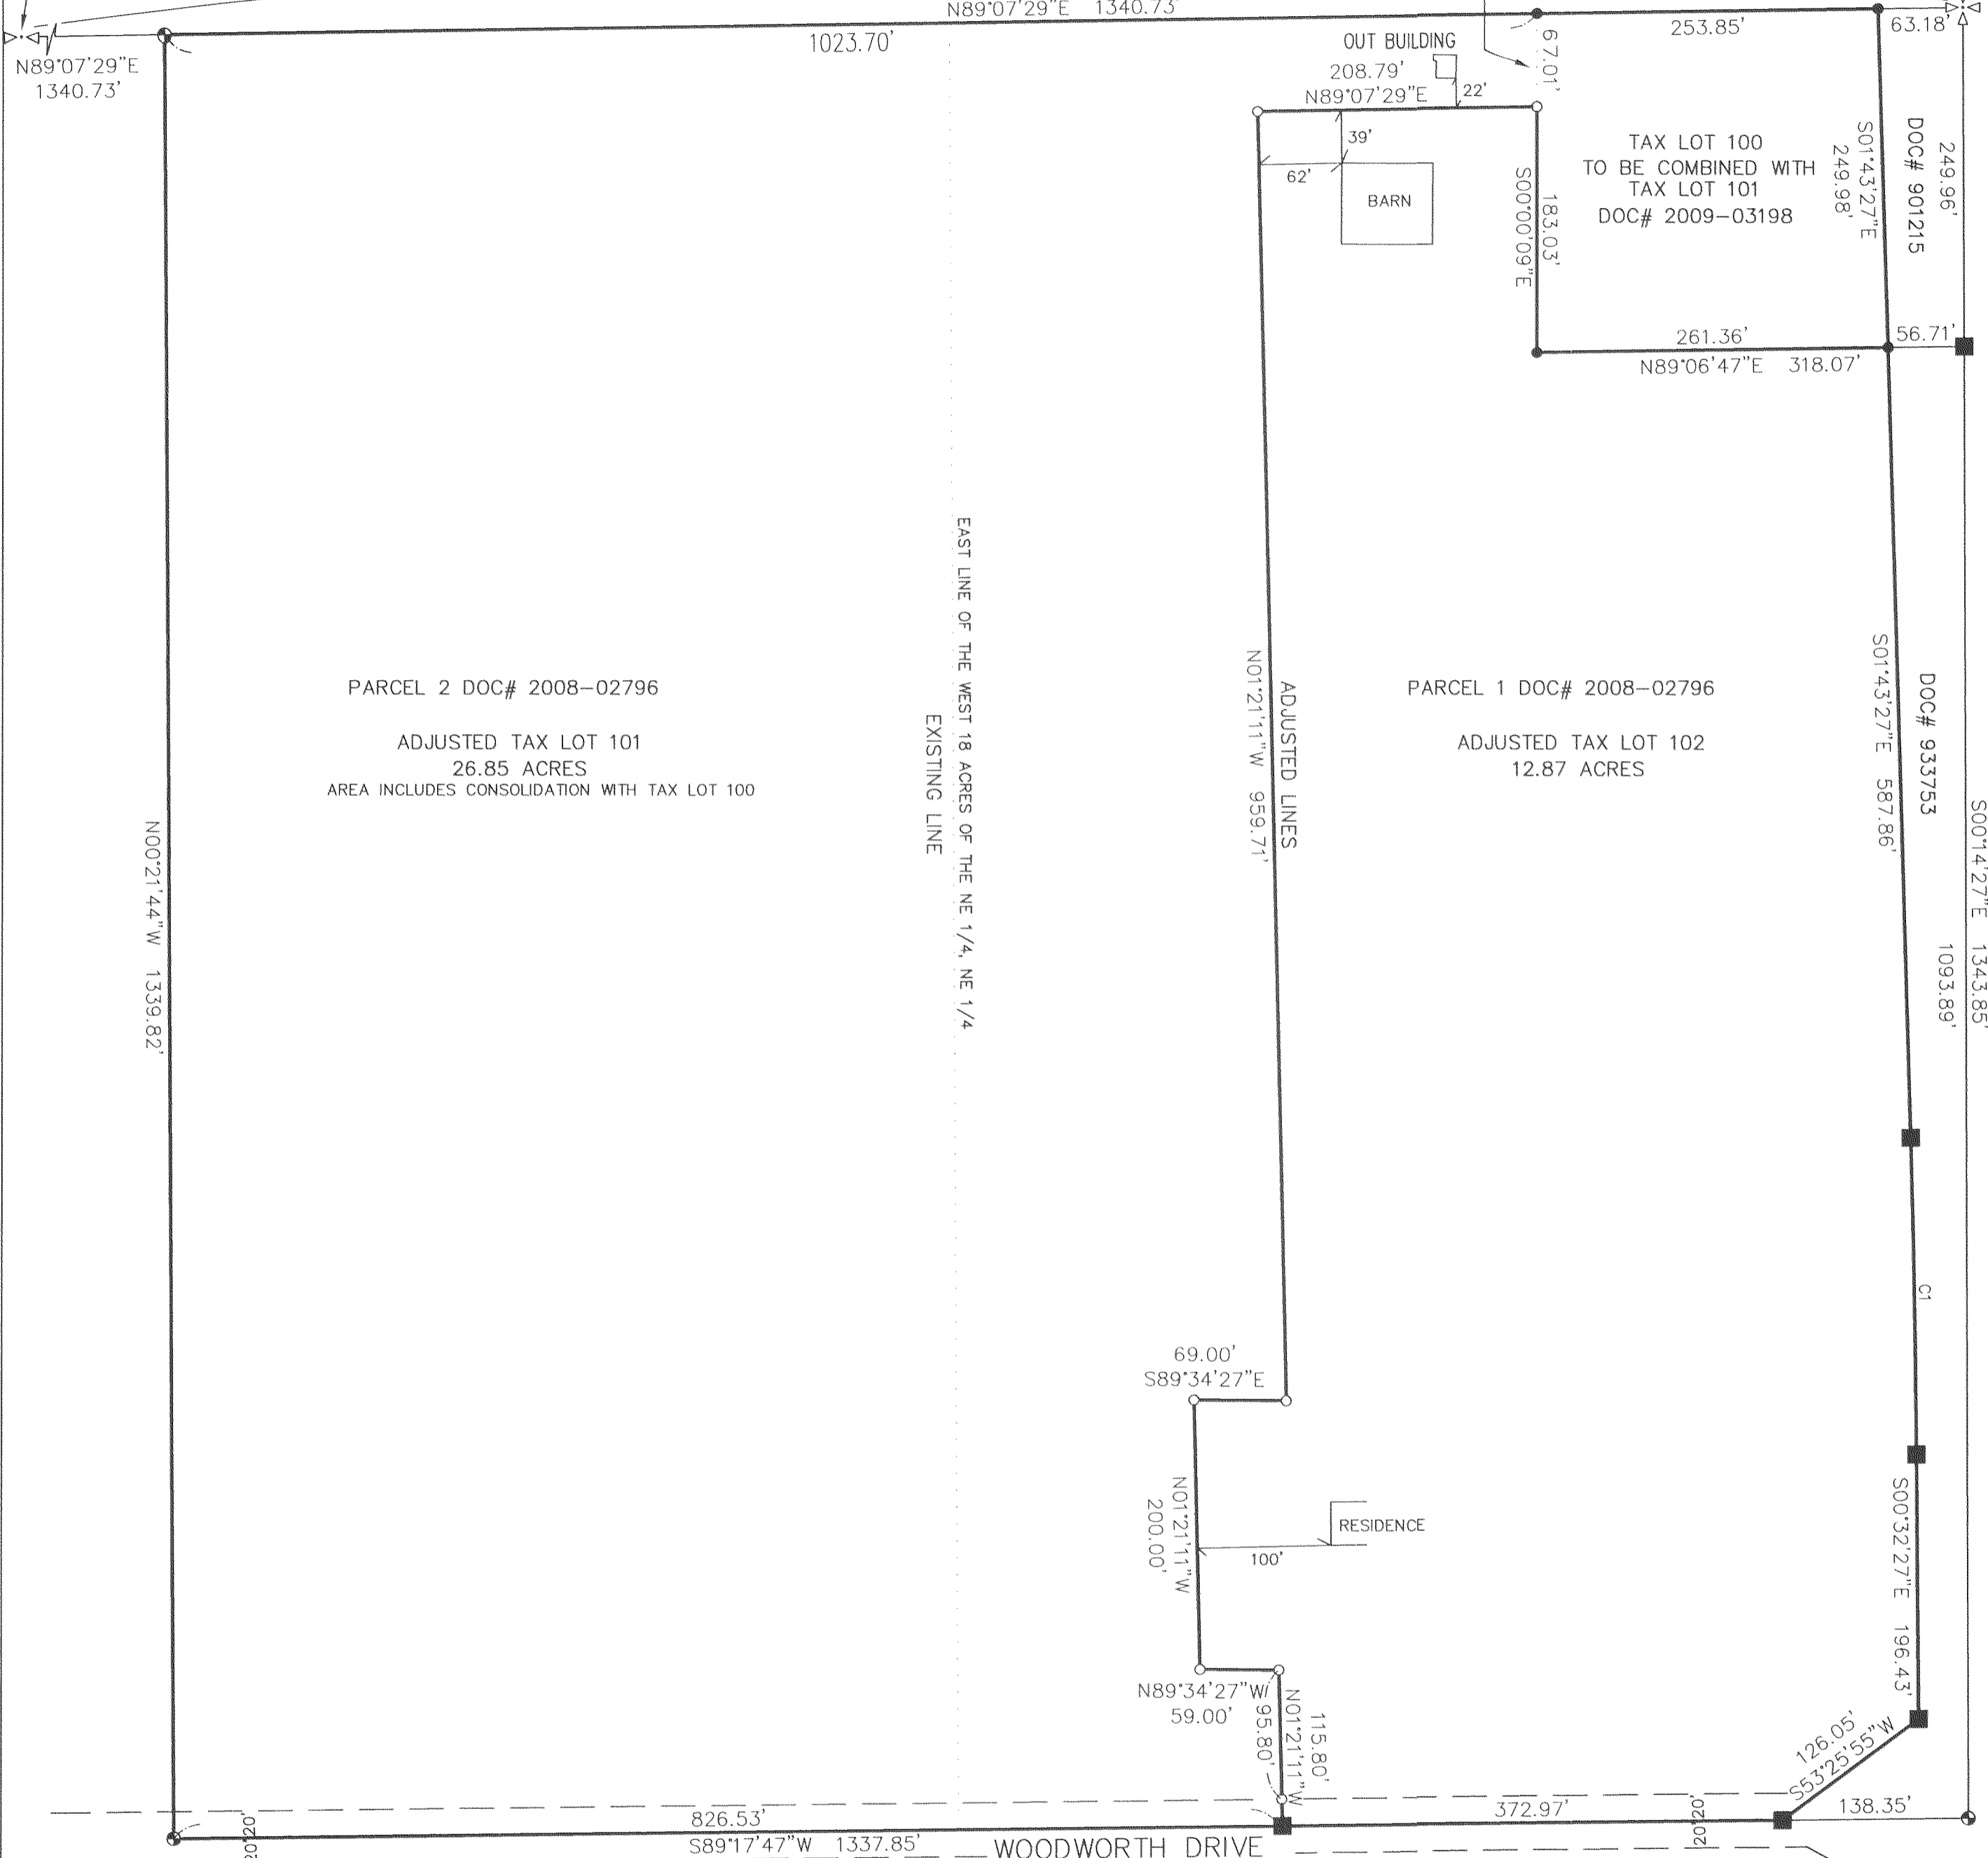 N89°07'29"E 1340.73'
253.85'
63.18'
1023.70'
N89°07'29"E
1340.73'
OUT BUILDING
208.79'
N89°07'29"E
22'
67.01'
39'
62'
BARN
S00°00'09"E
183.03'
TAX LOT 100
TO BE COMBINED WITH
TAX LOT 101
DOC# 2009-03198
S01°43'27"E
249.98'
DOC# 901215
249.96'
261.36'
56.71'
N89°06'47"E 318.07'
EAST LINE OF THE WEST 18 ACRES OF THE NE 1/4, NE 1/4
EXISTING LINE
PARCEL 2 DOC# 2008-02796
ADJUSTED TAX LOT 101
26.85 ACRES
AREA INCLUDES CONSOLIDATION WITH TAX LOT 100
N01°21'11"W 959.71'
ADJUSTED LINES
PARCEL 1 DOC# 2008-02796
ADJUSTED TAX LOT 102
12.87 ACRES
S01°43'27"E 587.86'
DOC# 933753
S00°14'27"E 1343.85'
1093.89'
N00°21'44"W 1339.82'
C1
69.00'
S89°34'27"E
N01°21'11"W
200.00'
RESIDENCE
100'
S00°32'27"E 196.43'
N89°34'27"W
59.00'
N01°21'11"W
95.80'
115.80'
126.05'
S53°25'55"W
826.53'
372.97'
138.35'
20'
20'
20'
20'
S89°17'47"W 1337.85'
WOODWORTH DRIVE